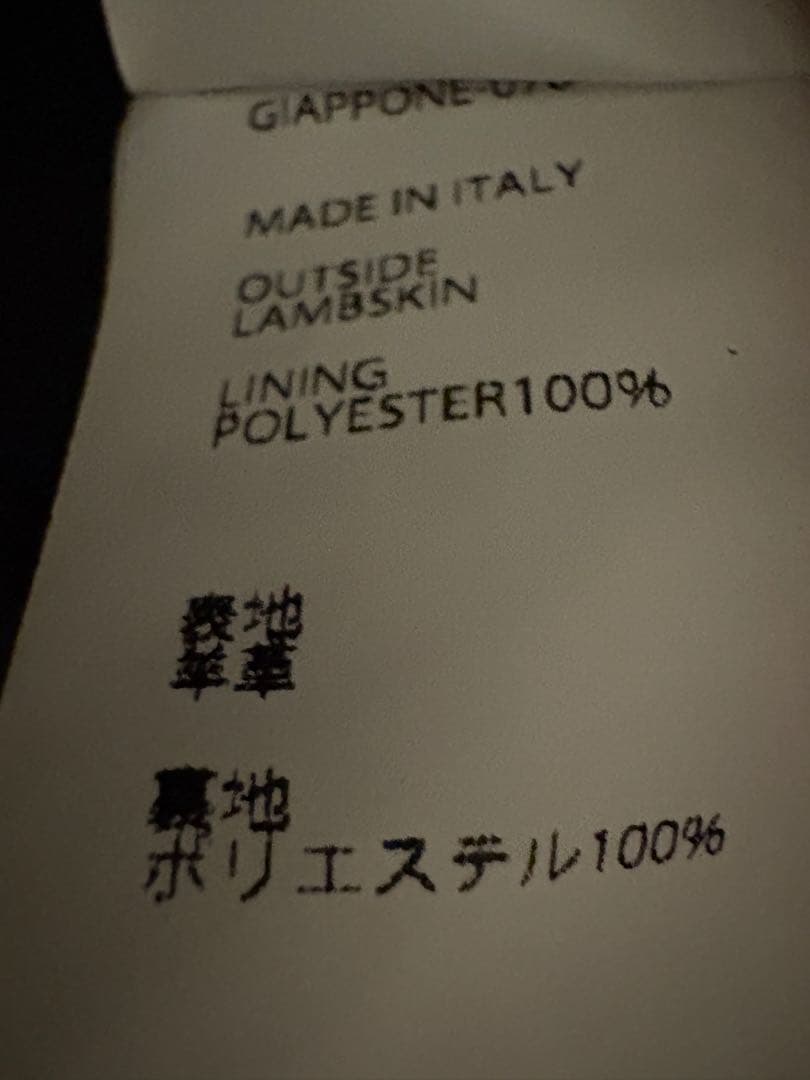 GIAPPONE
MADE IN ITALY
OUTSIDE
LAMBSKIN
LINING
POLYESTER100%
表地
羊革
裏地
ポリエステル100%